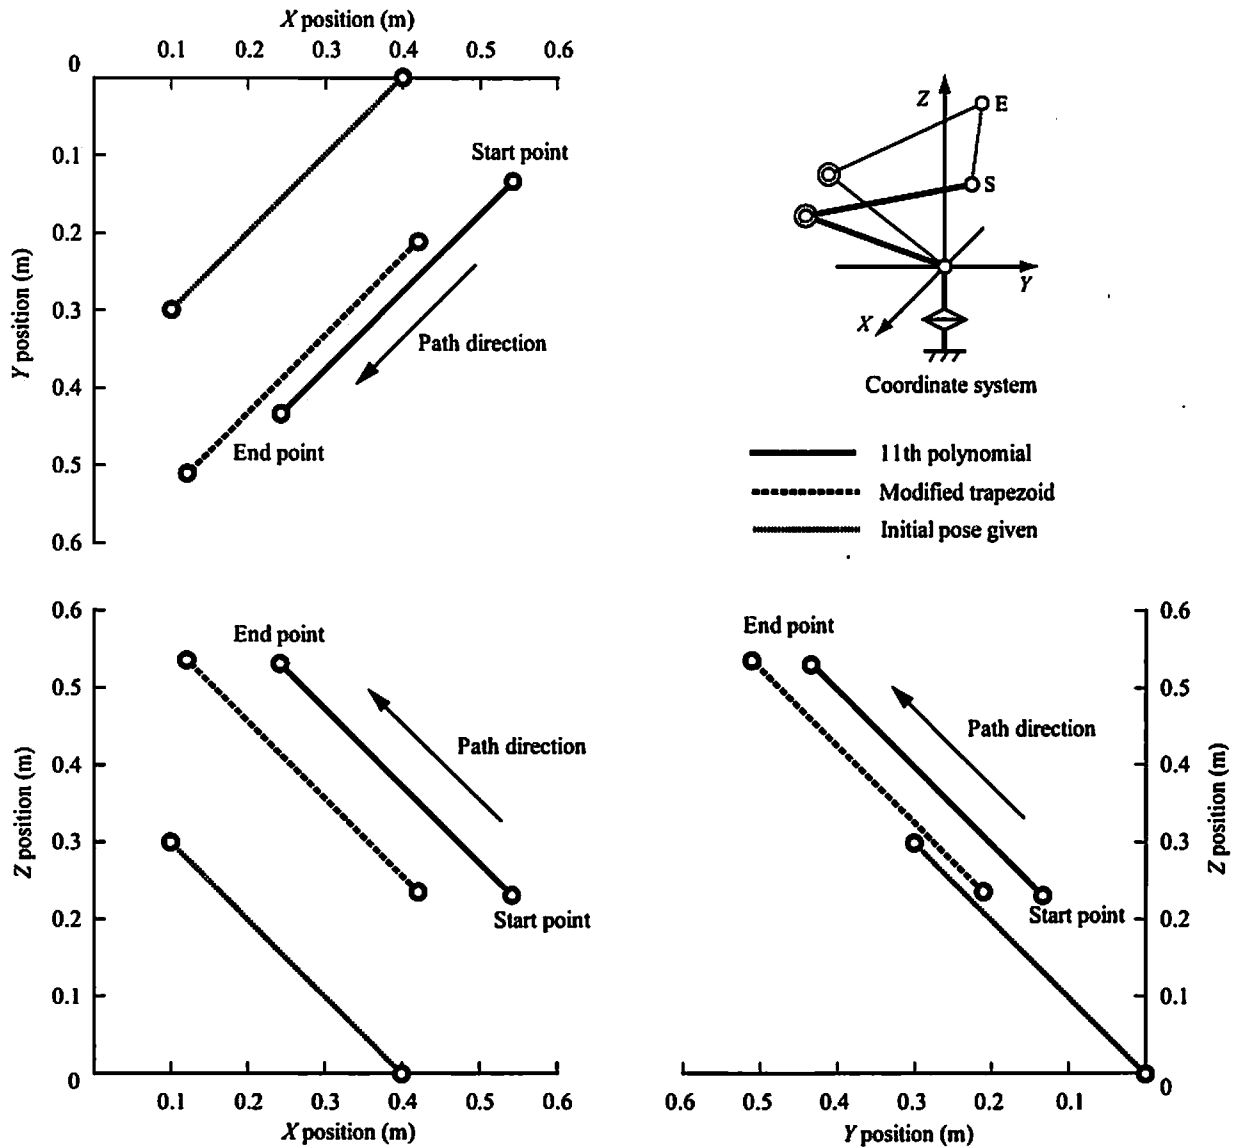 X position (m)
0.1 0.2 0.3 0.4 0.5 0.6
0
0.1
0.2
0.3
0.4
0.5
0.6
Y position (m)
Start point
Path direction
End point
Z
E
S
Y
X
Coordinate system
11th polynomial
Modified trapezoid
Initial pose given
0.6
0.5
0.4
0.3
0.2
0.1
0
Z position (m)
End point
Path direction
Start point
0.1 0.2 0.3 0.4 0.5 0.6
X position (m)
End point
Path direction
Start point
0.6
0.5
0.4
0.3
0.2
0.1
0
Z position (m)
0.6 0.5 0.4 0.3 0.2 0.1
Y position (m)